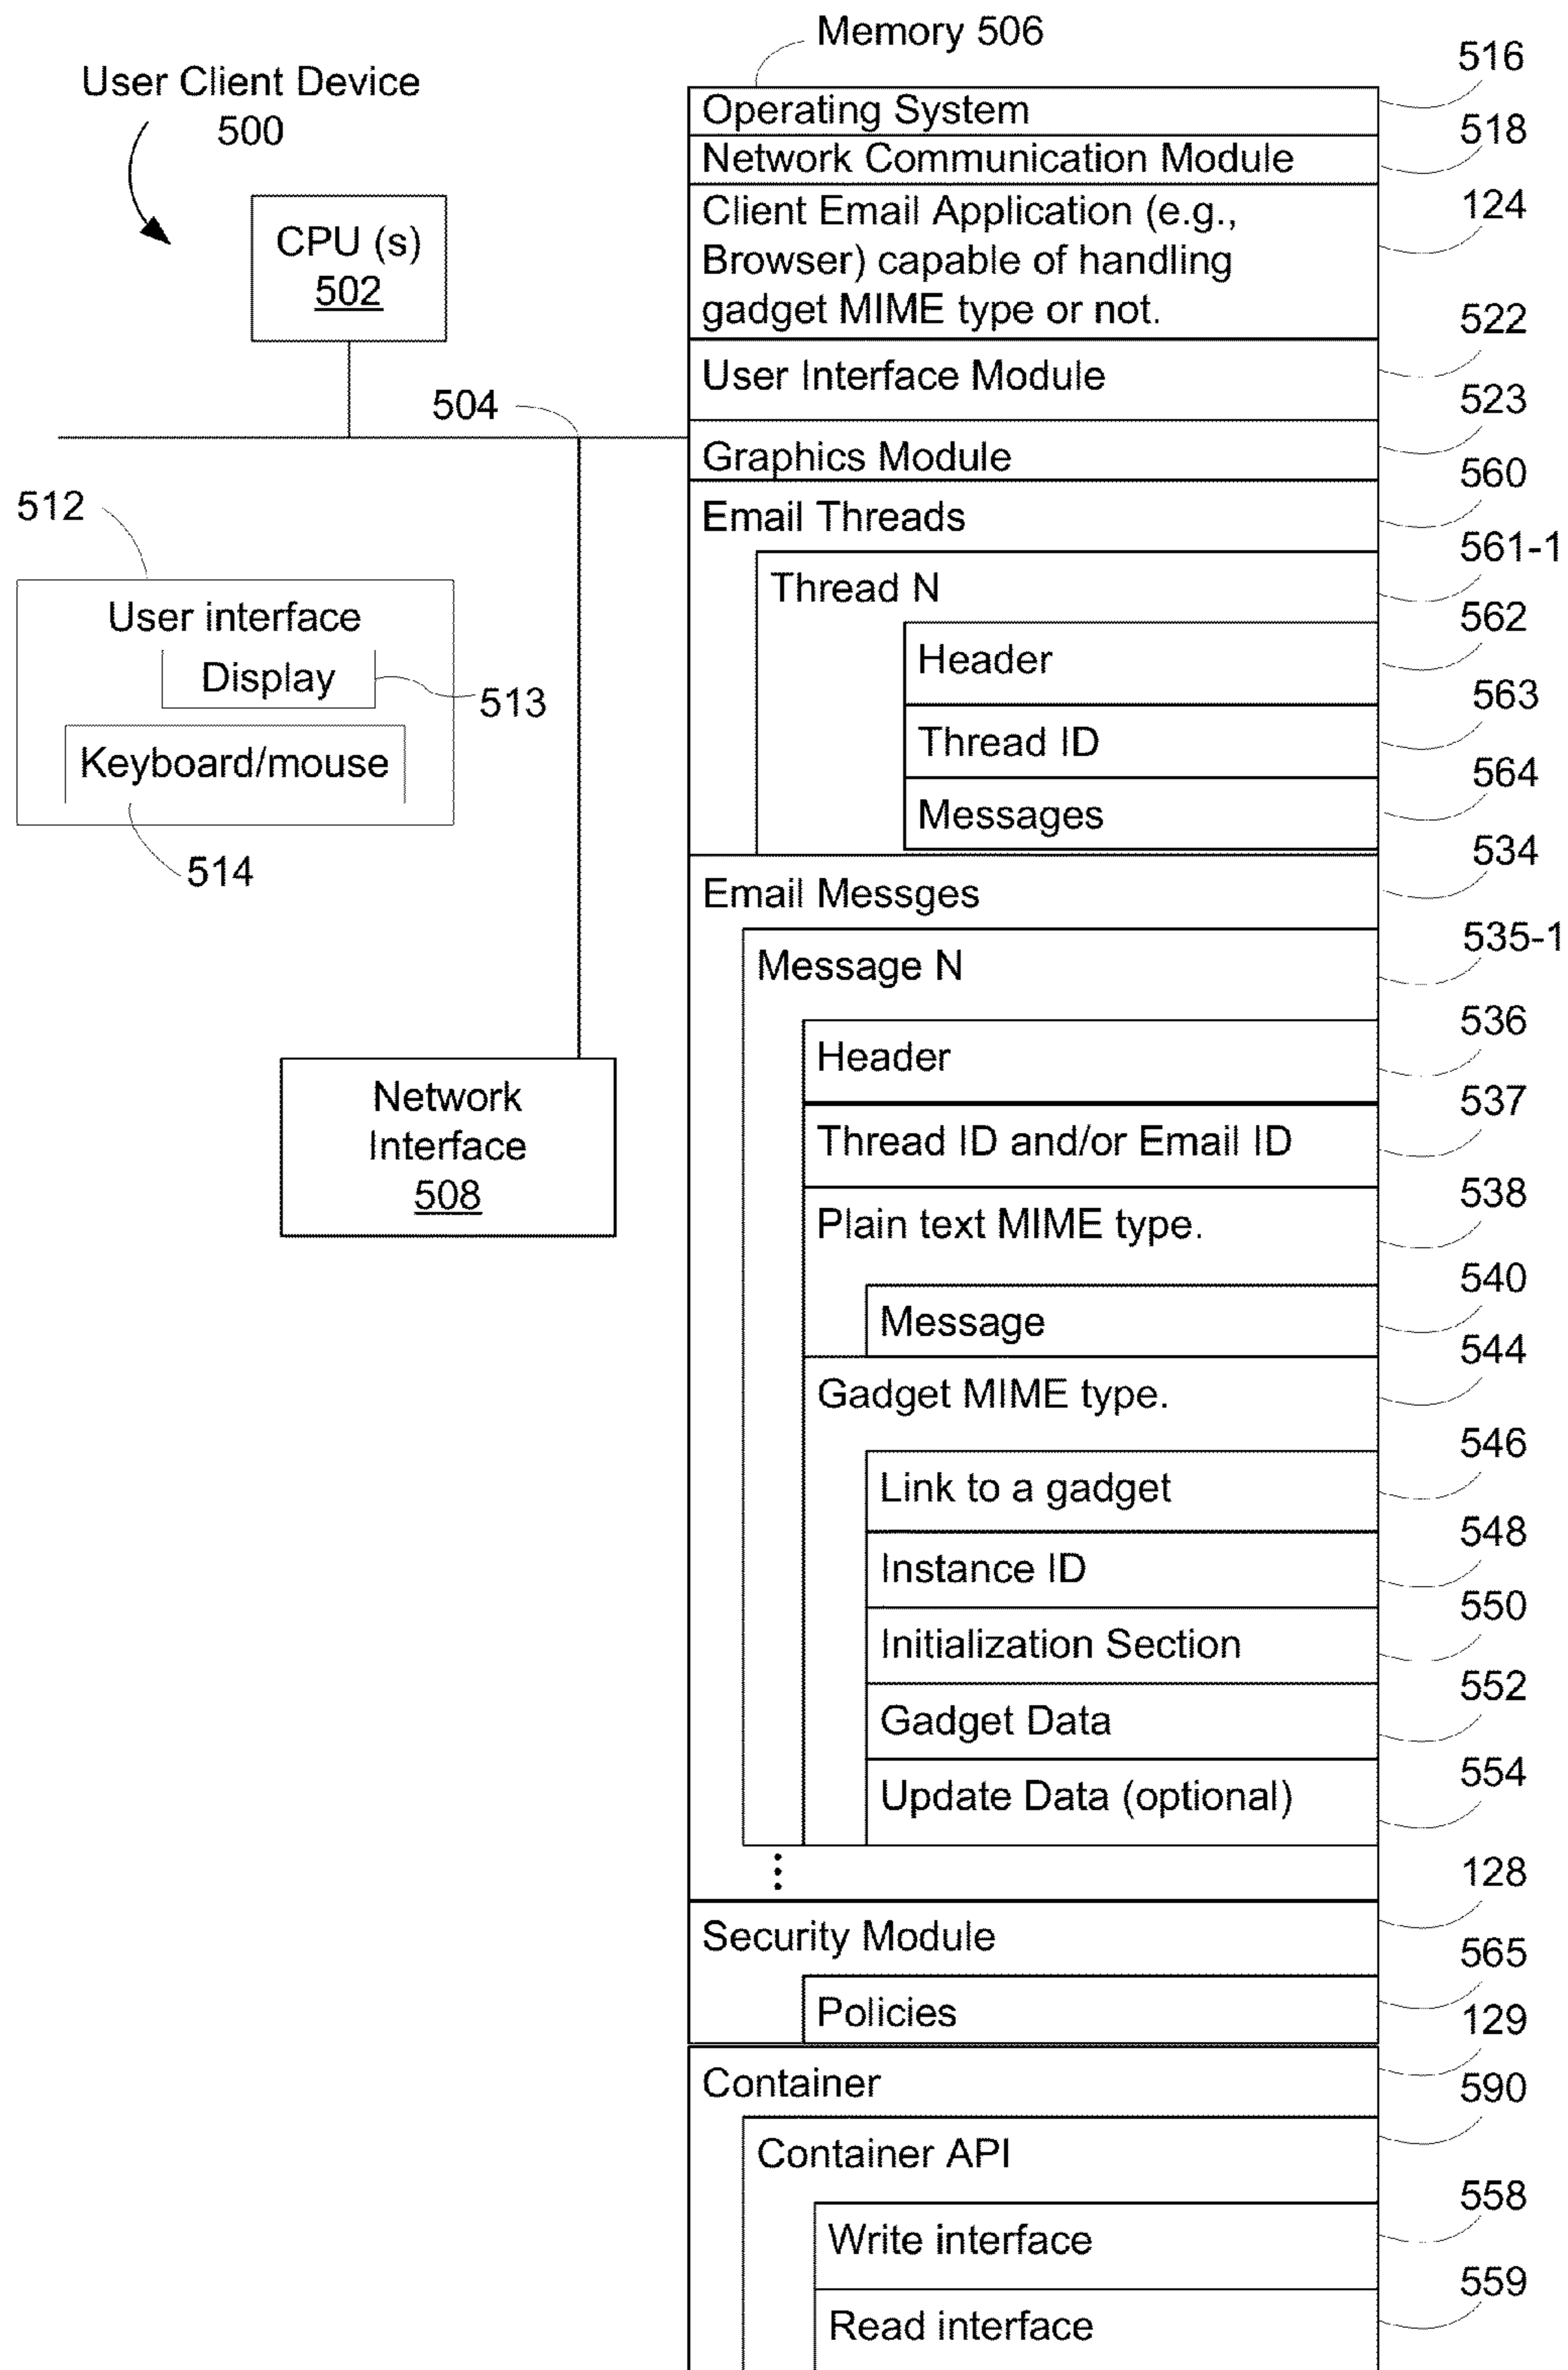 Memory 506
User Client Device
500
CPU (s)
502
504
512
User interface
Display
513
Keyboard/mouse
514
Network
Interface
508
Operating System
516
Network Communication Module
518
Client Email Application (e.g.,
Browser) capable of handling
gadget MIME type or not.
124
User Interface Module
522
Graphics Module
523
Email Threads
560
Thread N
561-1
Header
562
Thread ID
563
Messages
564
Email Messges
534
Message N
535-1
Header
536
Thread ID and/or Email ID
537
Plain text MIME type.
538
Message
540
Gadget MIME type.
544
Link to a gadget
546
Instance ID
548
Initialization Section
550
Gadget Data
552
Update Data (optional)
554
⋮
Security Module
128
Policies
565
Container
129
Container API
590
Write interface
558
Read interface
559